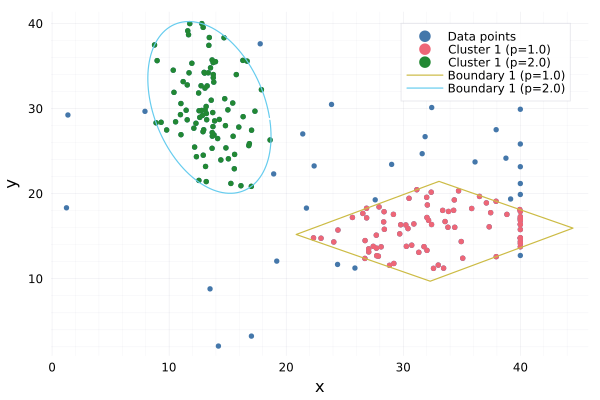 40
30
20
10
y
0
10
20
30
40
x
Data points
Cluster 1 (p=1.0)
Cluster 1 (p=2.0)
Boundary 1 (p=1.0)
Boundary 1 (p=2.0)